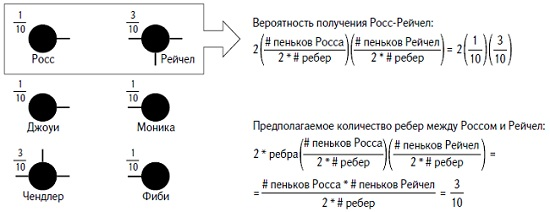 1
10
Росс
3
10
Рейчел
1
10
Джоуи
1
10
Моника
3
10
Чендлер
1
10
Фиби
Вероятность получения Росс-Рейчел:
2(# пеньков Росса / 2 * # ребер)(# пеньков Рейчел / 2 * # ребер) = 2(1/10)(3/10)
Предполагаемое количество ребер между Россом и Рейчел:
2 * ребра(# пеньков Росса / 2 * # ребер)(# пеньков Рейчел / 2 * # ребер) =
= # пеньков Росса * # пеньков Рейчел / 2 * # ребер = 3/10